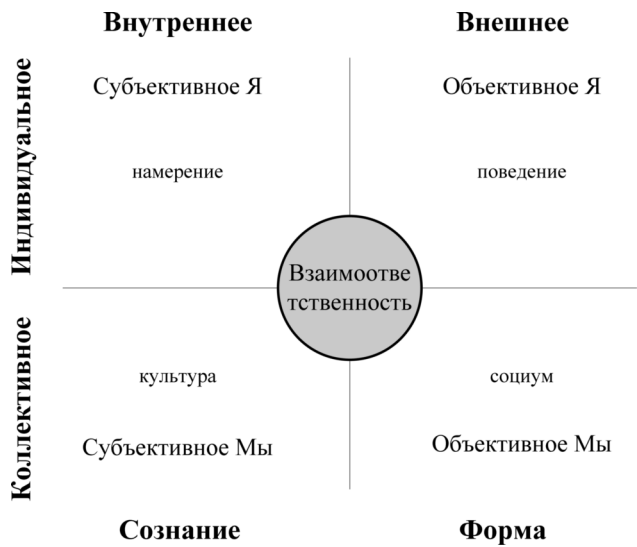 Внутреннее
Внешнее
Индивидуальное
Субъективное Я
Объективное Я
намерение
поведение
Взаимоотве
тственность
Коллективное
культура
социум
Субъективное Мы
Объективное Мы
Сознание
Форма